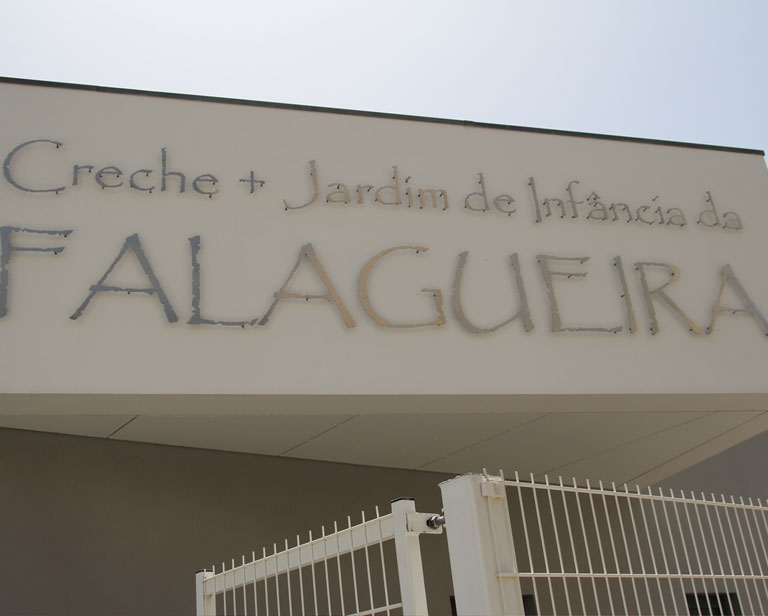 Creche + Jardim de Infância da
FALAGUEIRA